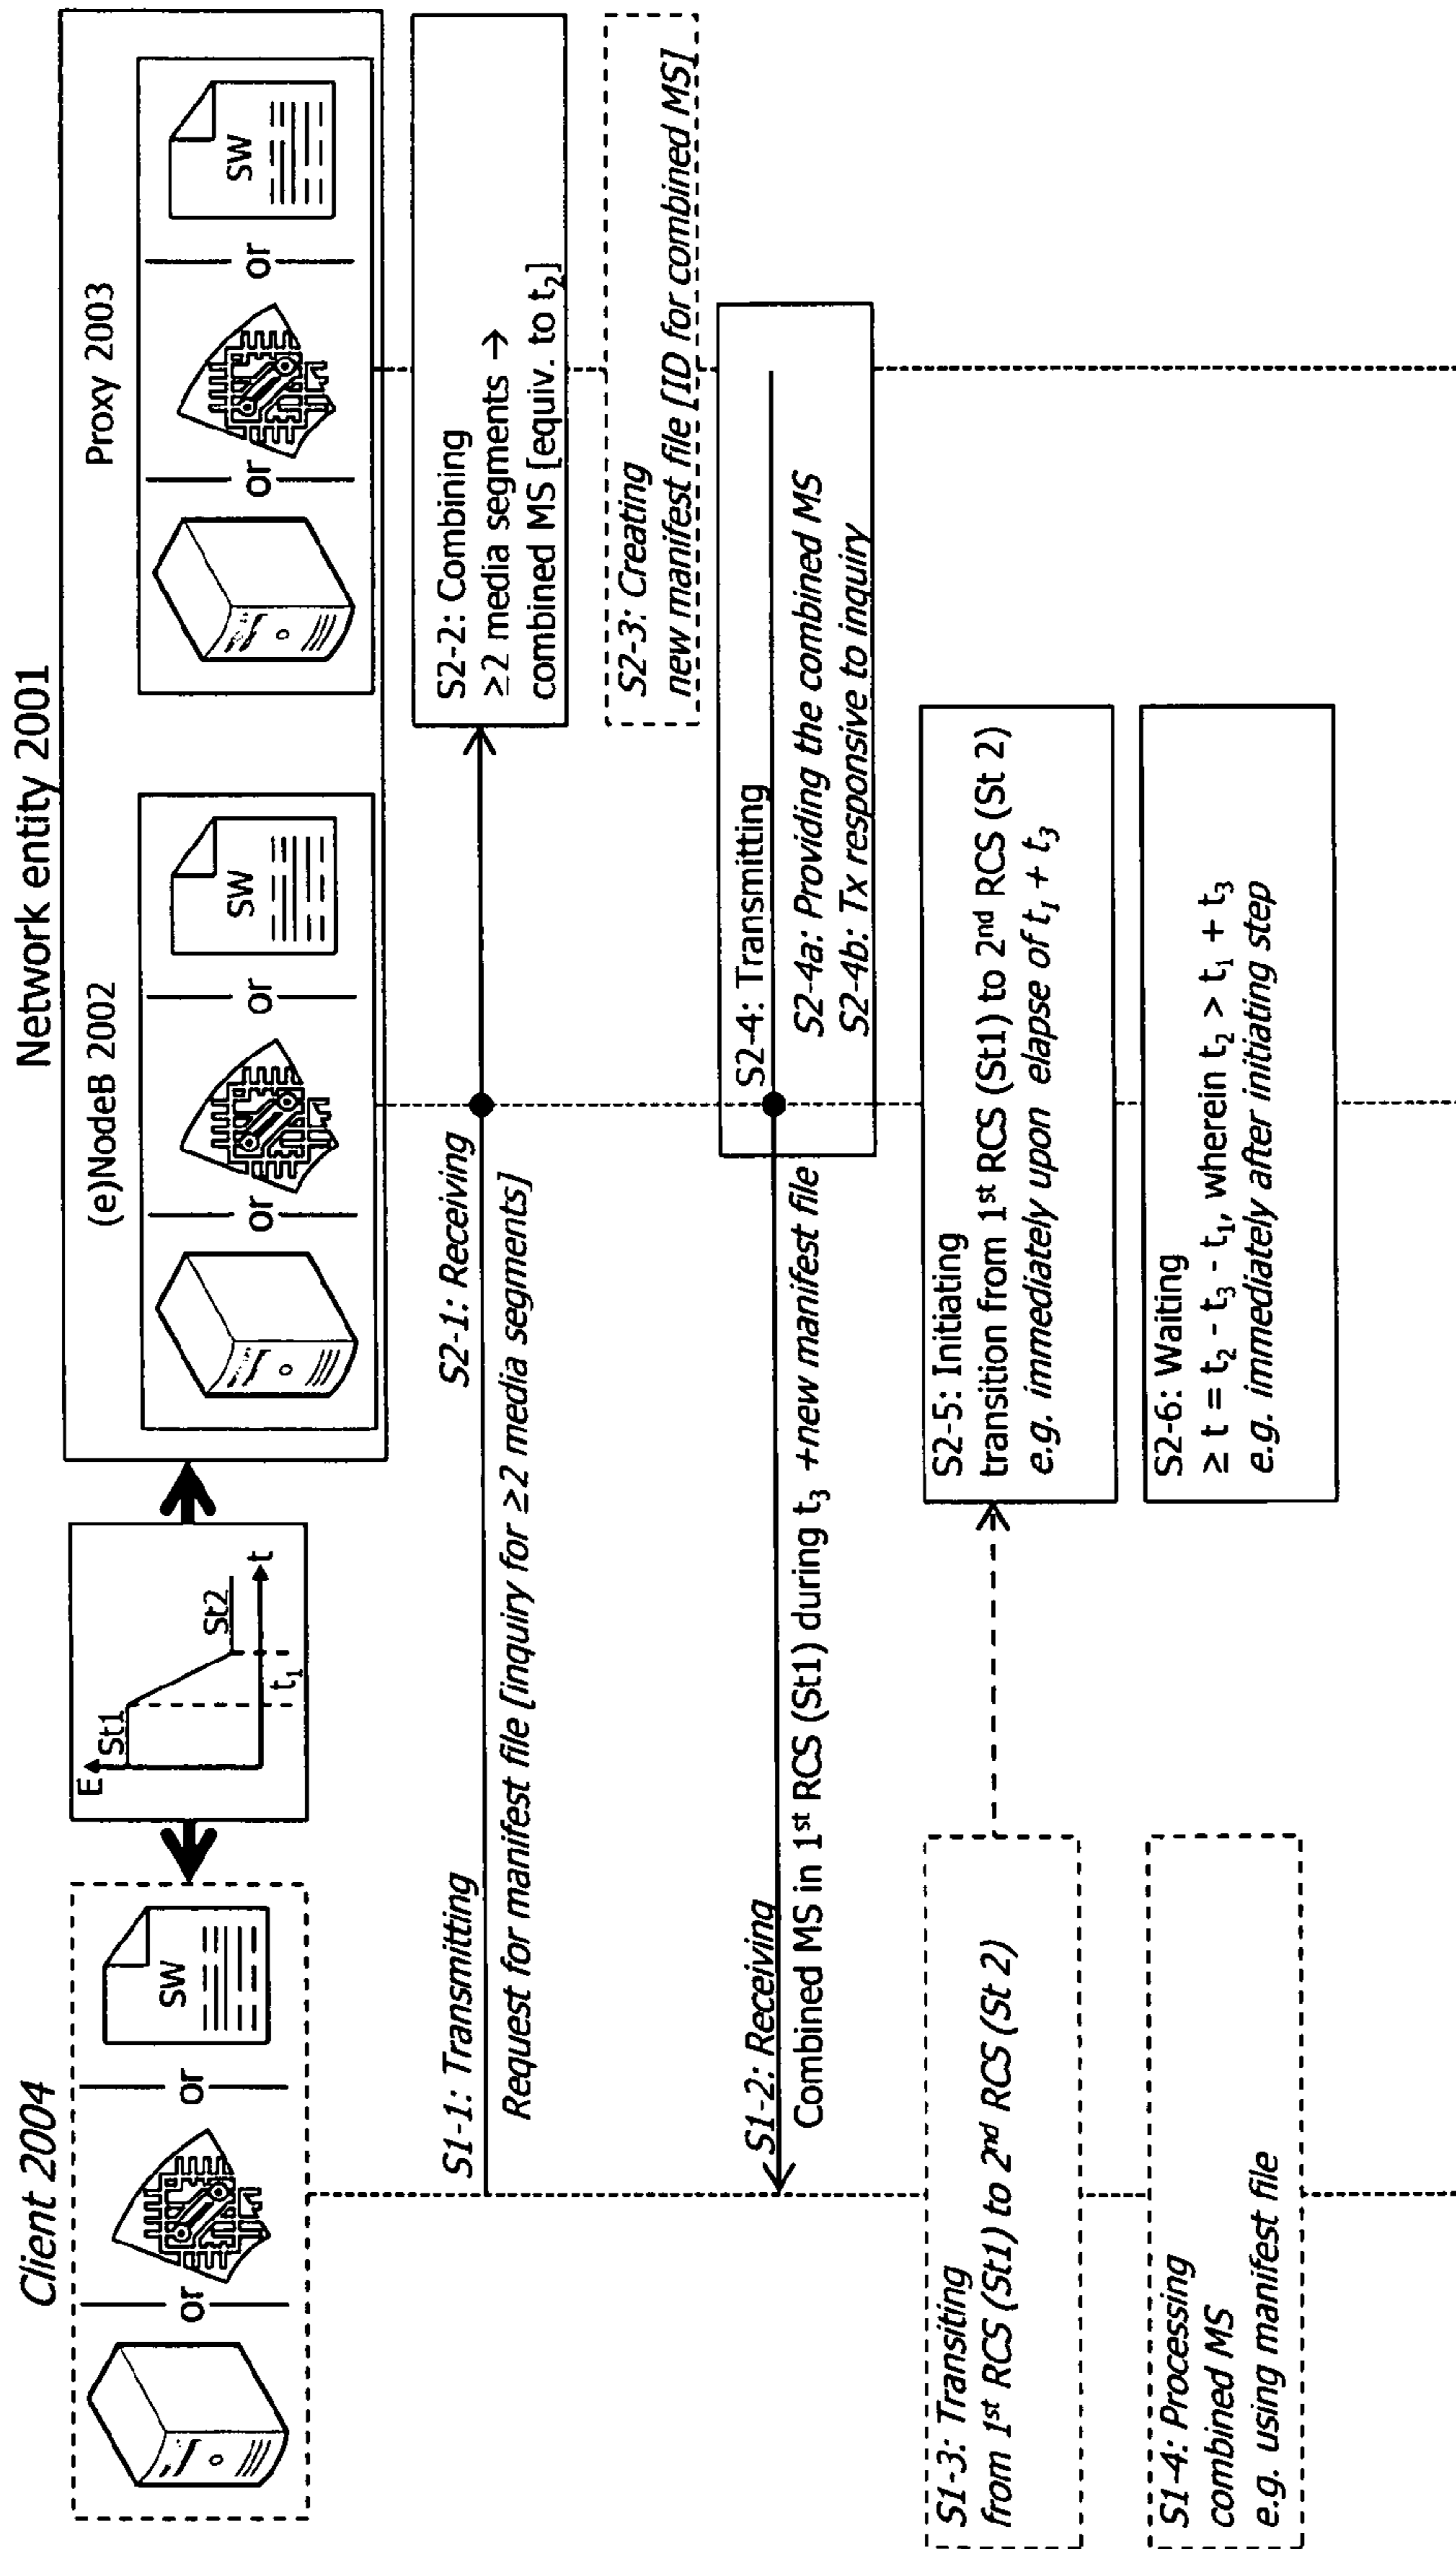 Network entity 2001
Client 2004
(e)NodeB 2002
Proxy 2003
or
or
SW
E
St1
St2
t₁
t
or
or
SW
or
or
SW
S1-1: Transmitting
S2-1: Receiving
Request for manifest file [inquiry for ≥2 media segments]
S2-2: Combining
≥2 media segments →
combined MS [equiv. to t₂]
S2-3: Creating
new manifest file [ID for combined MS]
S1-2: Receiving
Combined MS in 1st RCS (St1) during t₃ +new manifest file
S2-4: Transmitting
S2-4a: Providing the combined MS
S2-4b: Tx responsive to inquiry
S1-3: Transiting
from 1st RCS (St1) to 2nd RCS (St 2)
S2-5: Initiating
transition from 1st RCS (St1) to 2nd RCS (St 2)
e.g. immediately upon elapse of t₁ + t₃
S1-4: Processing
combined MS
e.g. using manifest file
S2-6: Waiting
≥ t = t₂ - t₃ - t₁, wherein t₂ > t₁ + t₃
e.g. immediately after initiating step